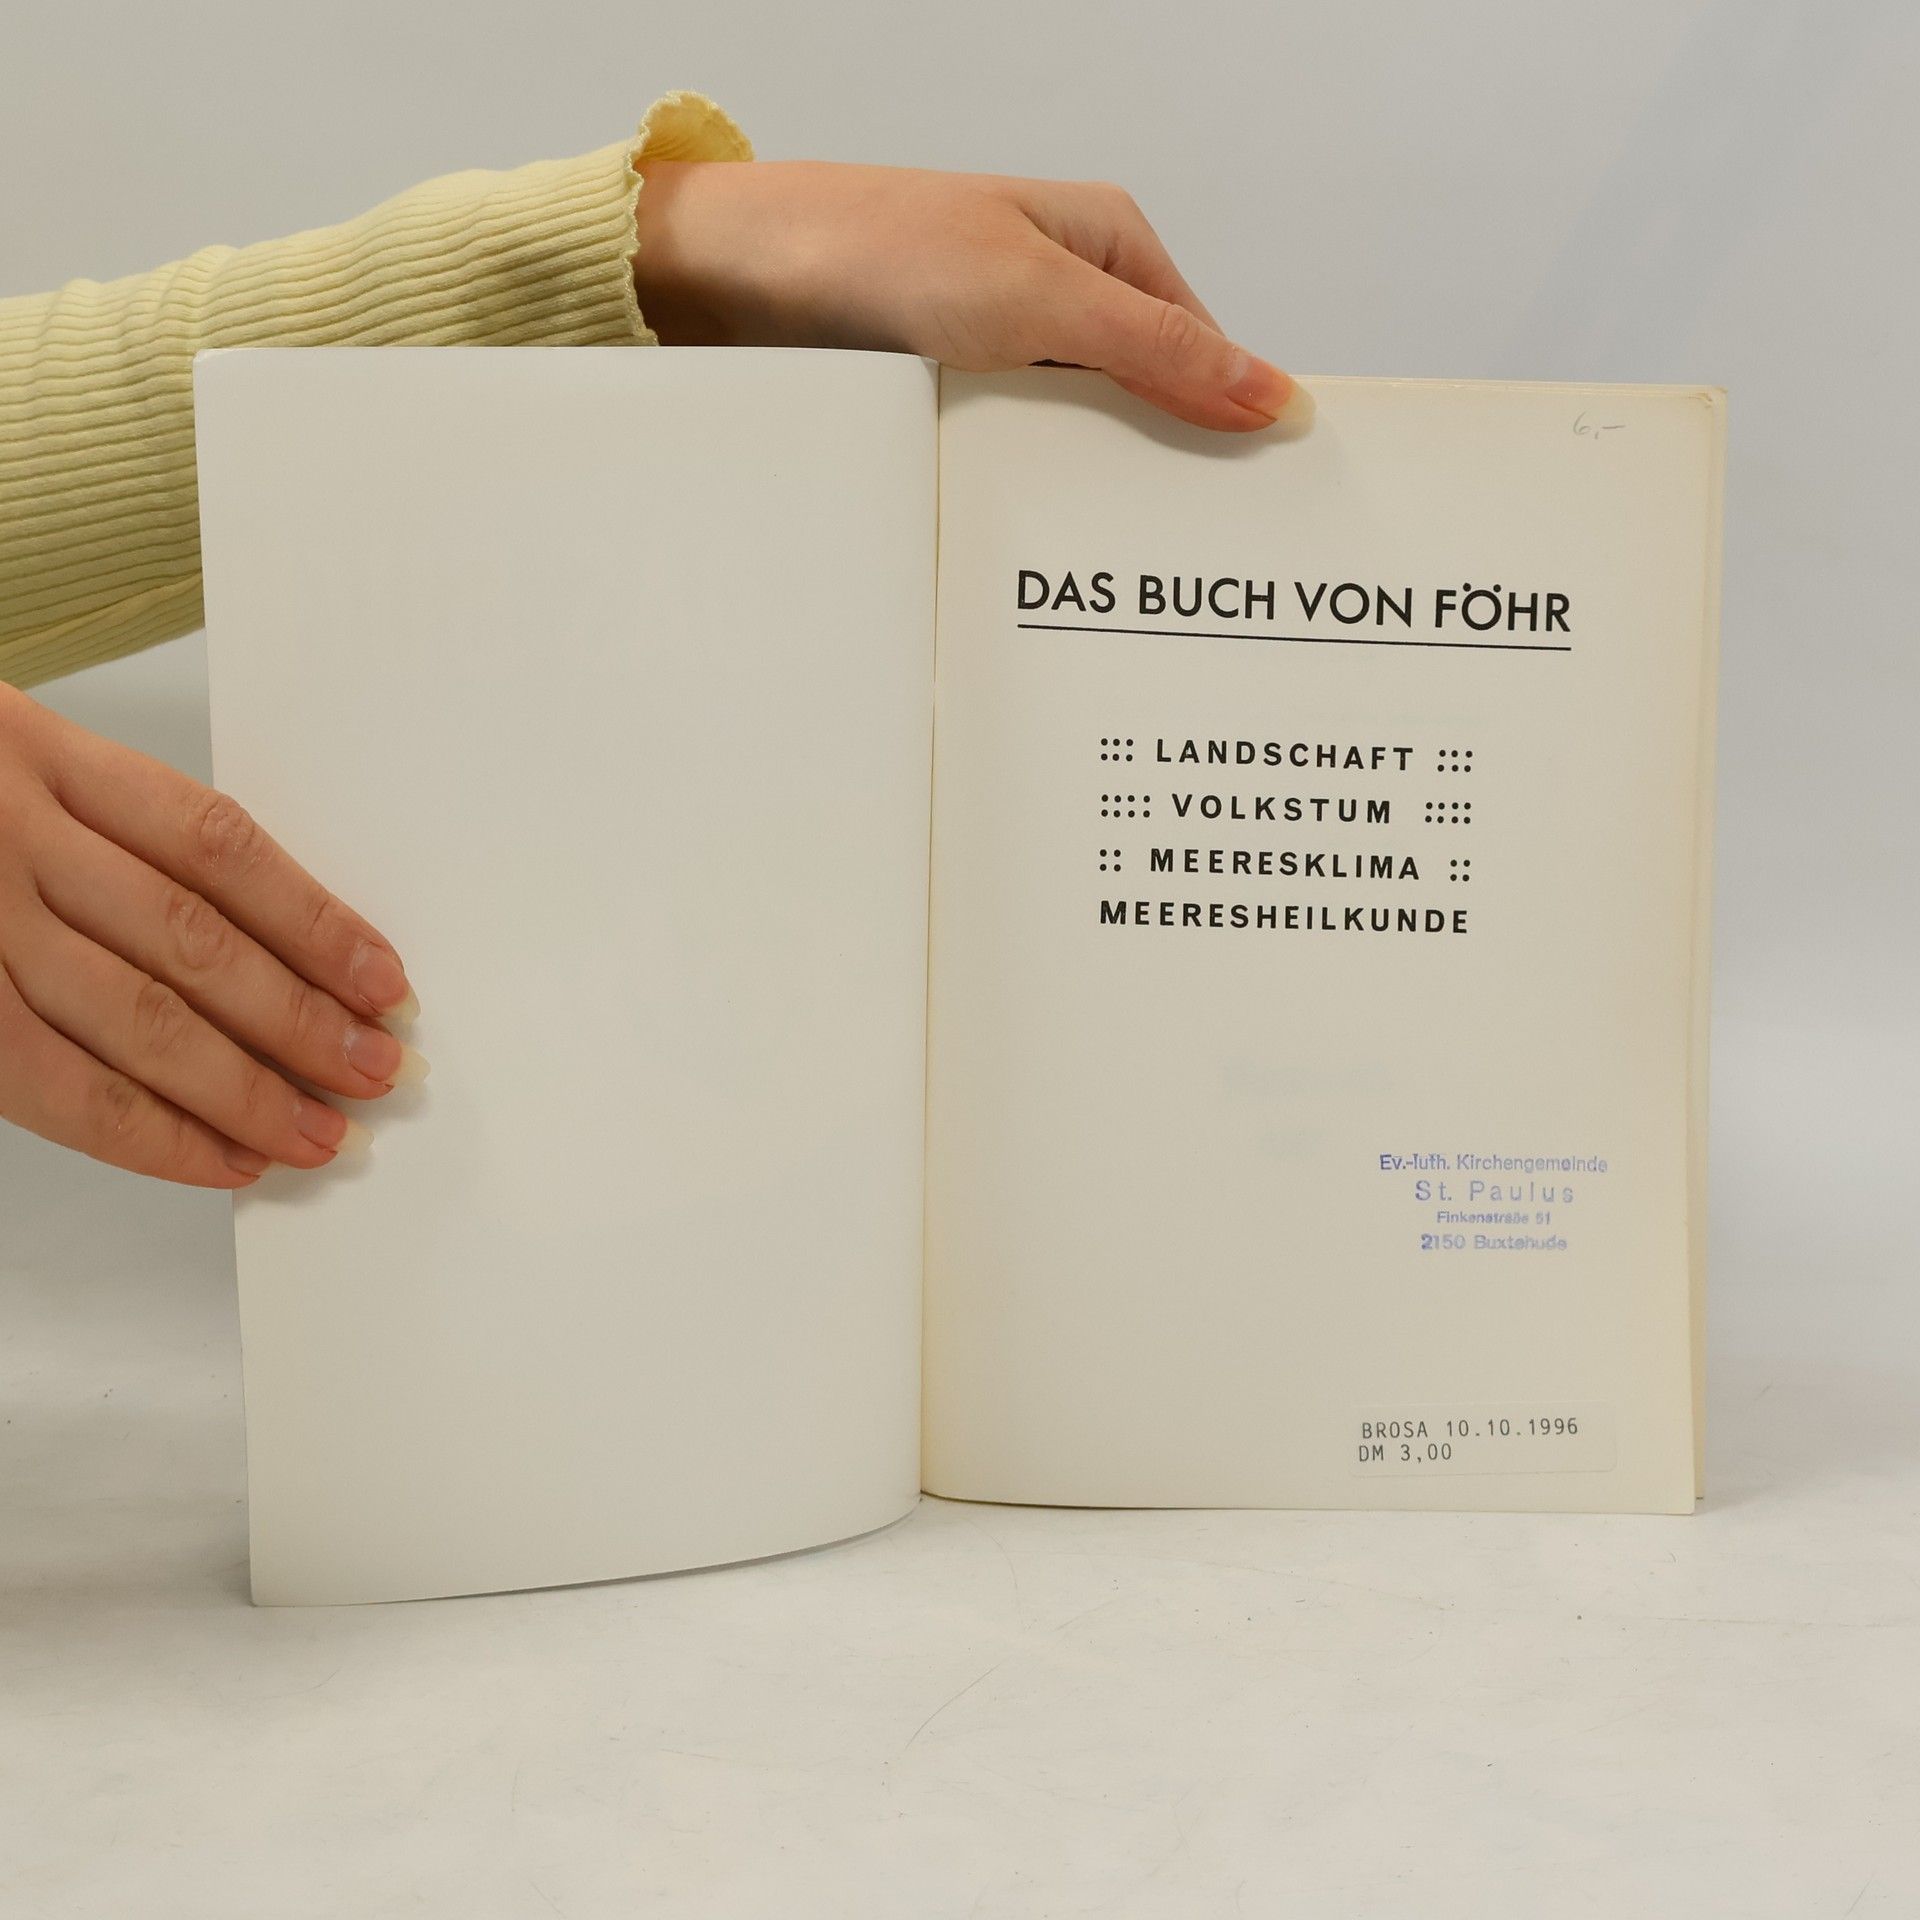 6,–
DAS BUCH VON FÖHR
::: LANDSCHAFT :::
:::: VOLKSTUM ::::
:: MEERESKLIMA ::
MEERESHEILKUNDE
Ev.-luth. Kirchengemeinde
St. Paulus
Finkenstraße 51
2150 Buxtehude
BROSA 10.10.1996
DM 3,00